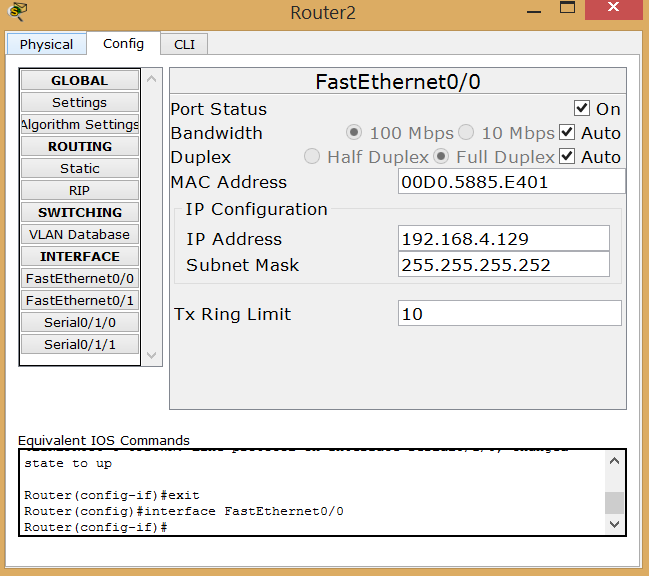 Router2
Physical Config CLI
GLOBAL
Settings
Algorithm Settings
ROUTING
Static
RIP
SWITCHING
VLAN Database
INTERFACE
FastEthernet0/0
FastEthernet0/1
Serial0/1/0
Serial0/1/1
FastEthernet0/0
Port Status On
Bandwidth 100 Mbps 10 Mbps Auto
Duplex Half Duplex Full Duplex Auto
MAC Address 00D0.5885.E401
IP Configuration
IP Address 192.168.4.129
Subnet Mask 255.255.255.252
Tx Ring Limit 10
Equivalent IOS Commands
state to up
Router(config-if)#exit
Router(config)#interface FastEthernet0/0
Router(config-if)#